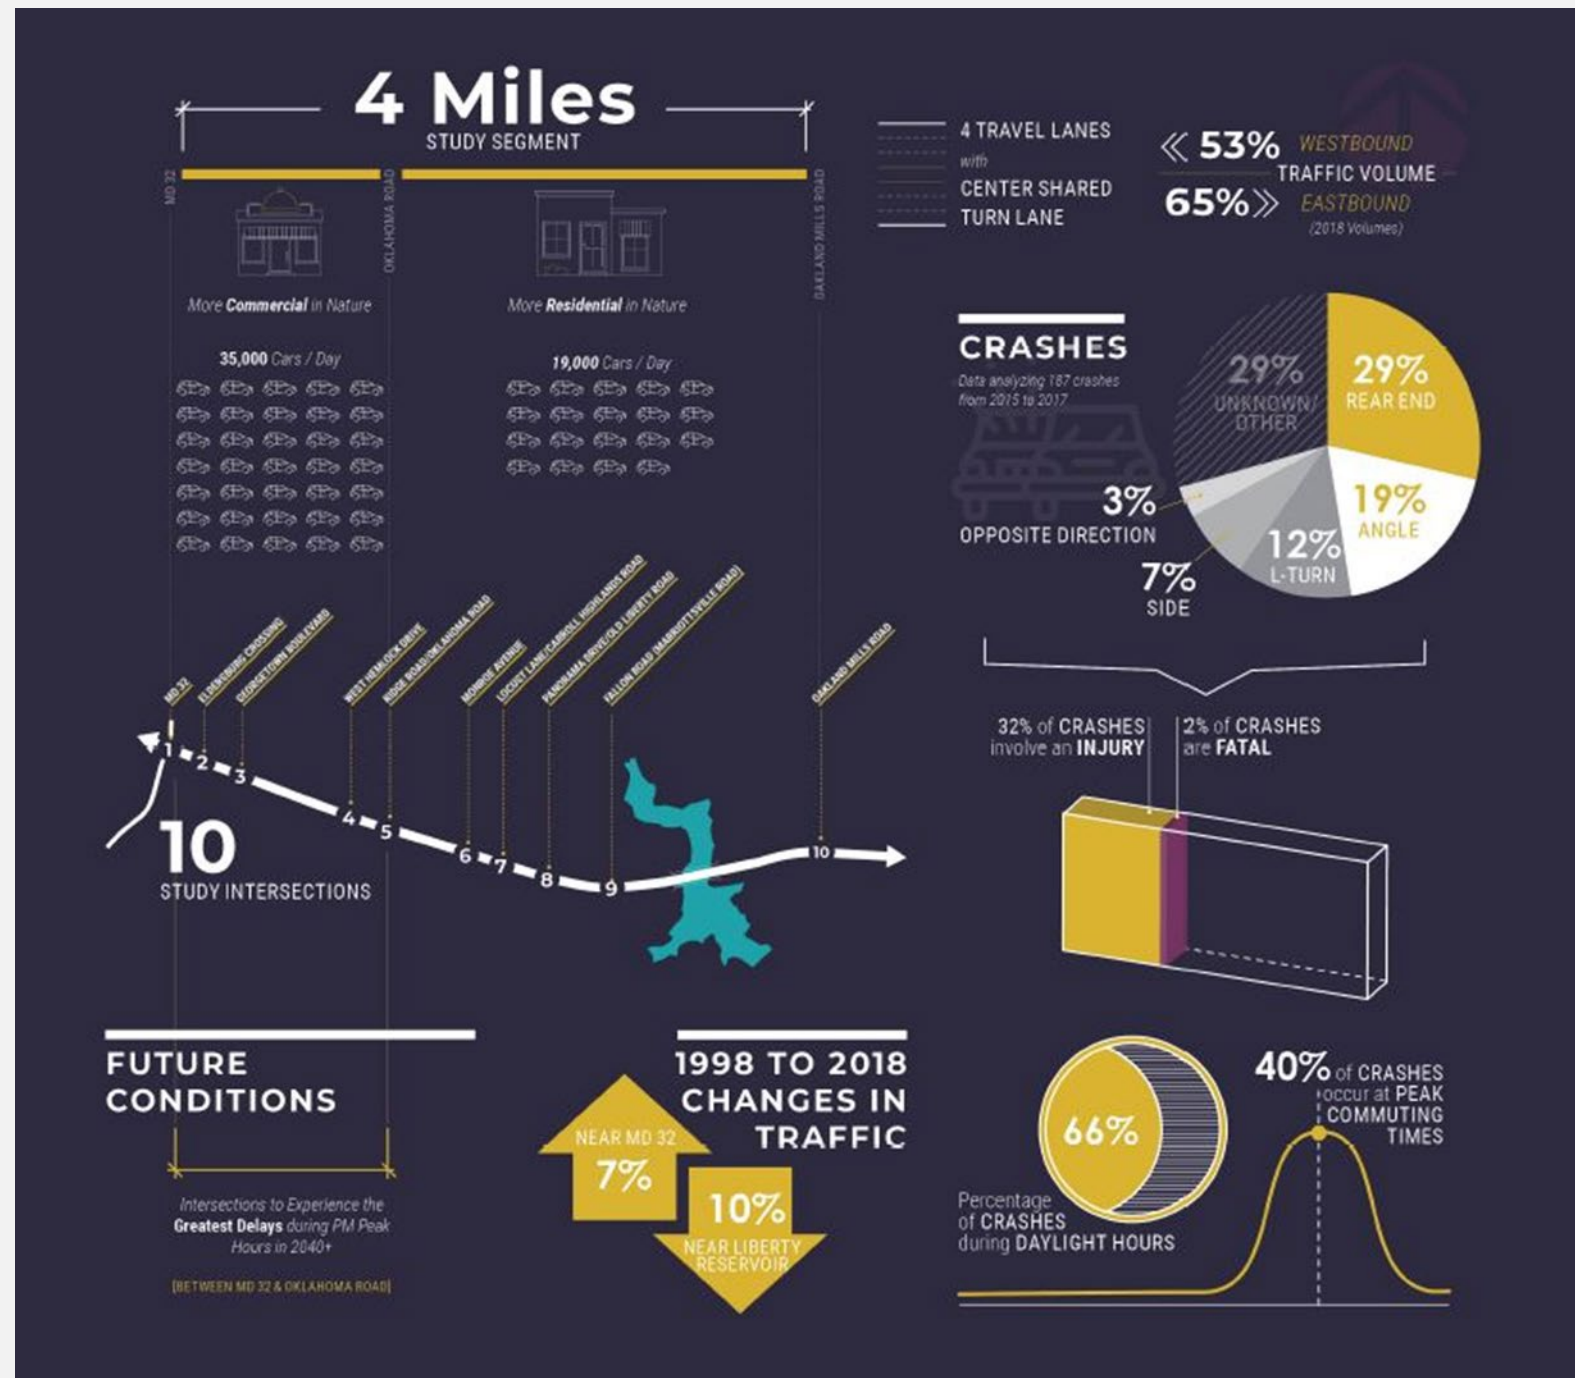 4 Miles
STUDY SEGMENT
MD 32
OKLAHOMA ROAD
OAKLAND MILLS ROAD
More Commercial in Nature
35,000 Cars / Day
More Residential in Nature
19,000 Cars / Day
4 TRAVEL LANES
with
CENTER SHARED
TURN LANE
53%
WESTBOUND
TRAFFIC VOLUME
65%
EASTBOUND
(2018 Volumes)
CRASHES
Data analyzing 187 crashes
from 2015 to 2017
29%
UNKNOWN/
OTHER
29%
REAR END
19%
ANGLE
12%
L-TURN
7%
SIDE
3%
OPPOSITE DIRECTION
32% of CRASHES
involve an INJURY
2% of CRASHES
are FATAL
MD 32
ELDERSBURG CROSSING
GEORGETOWN BOULEVARD
WEST HEMLOCK DRIVE
RIDGE ROAD/OKLAHOMA ROAD
MONROE AVENUE
LOCUST LANE/CARROLL HIGHLANDS ROAD
PANORAMA DRIVE/OLD LIBERTY ROAD
FALLON ROAD (MARRIOTTSVILLE ROAD)
OAKLAND MILLS ROAD
1
2
3
4
5
6
7
8
9
10
10
STUDY INTERSECTIONS
FUTURE
CONDITIONS
Intersections to Experience the
Greatest Delays during PM Peak
Hours in 2040+
[BETWEEN MD 32 & OKLAHOMA ROAD]
1998 TO 2018
CHANGES IN
TRAFFIC
NEAR MD 32
7%
10%
NEAR LIBERTY
RESERVOIR
66%
Percentage
of CRASHES
during DAYLIGHT HOURS
40% of CRASHES
occur at PEAK
COMMUTING
TIMES